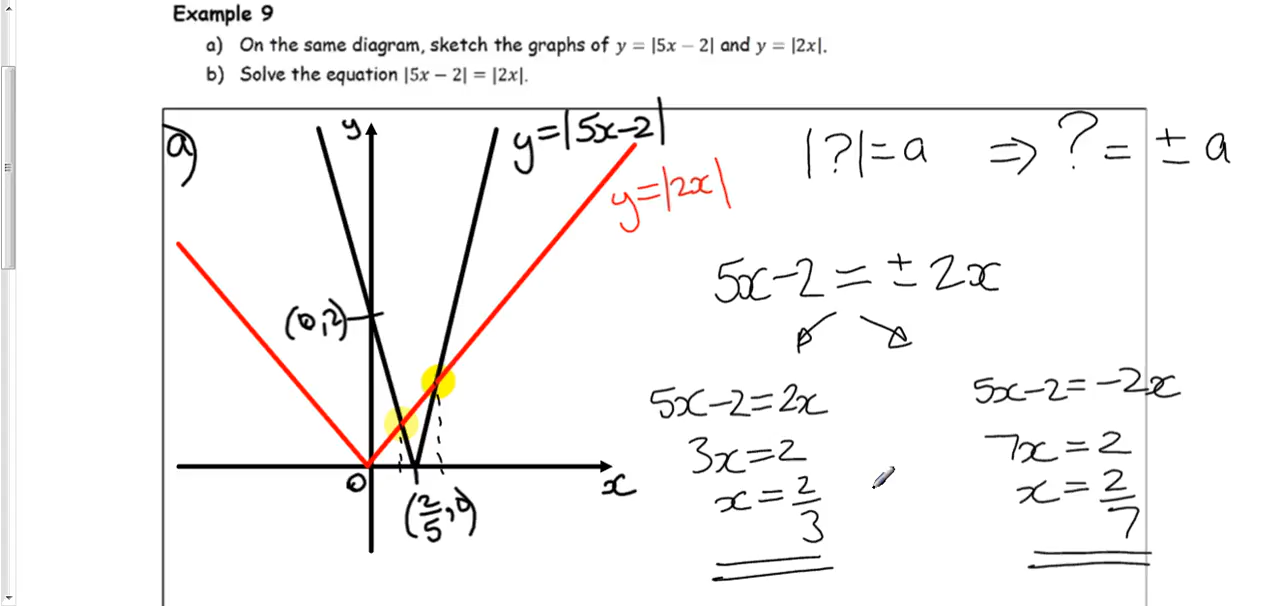 Example 9
a) On the same diagram, sketch the graphs of y = |5x − 2| and y = |2x|.
b) Solve the equation |5x − 2| = |2x|.
a)
y
y=|5x-2|
y=|2x|
(0,2)
0
(2/5,0)
x
|?|=a ⇒ ?= ± a
5x-2= ± 2x
5x-2=2x
3x=2
x=2/3
5x-2=-2x
7x=2
x=2/7